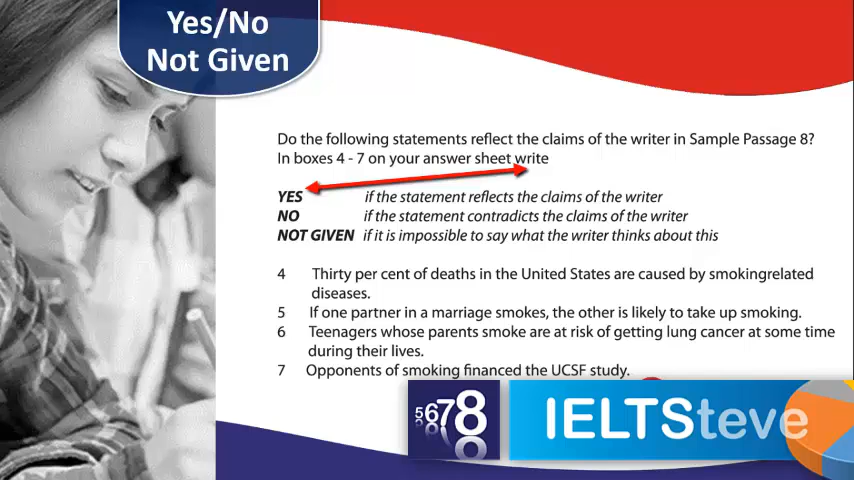 Yes/No
Not Given
Do the following statements reflect the claims of the writer in Sample Passage 8?
In boxes 4 - 7 on your answer sheet write
YES if the statement reflects the claims of the writer
NO if the statement contradicts the claims of the writer
NOT GIVEN if it is impossible to say what the writer thinks about this
4 Thirty per cent of deaths in the United States are caused by smokingrelated
diseases.
5 If one partner in a marriage smokes, the other is likely to take up smoking.
6 Teenagers whose parents smoke are at risk of getting lung cancer at some time
during their lives.
7 Opponents of smoking financed the UCSF study.
5678
IELTSteve